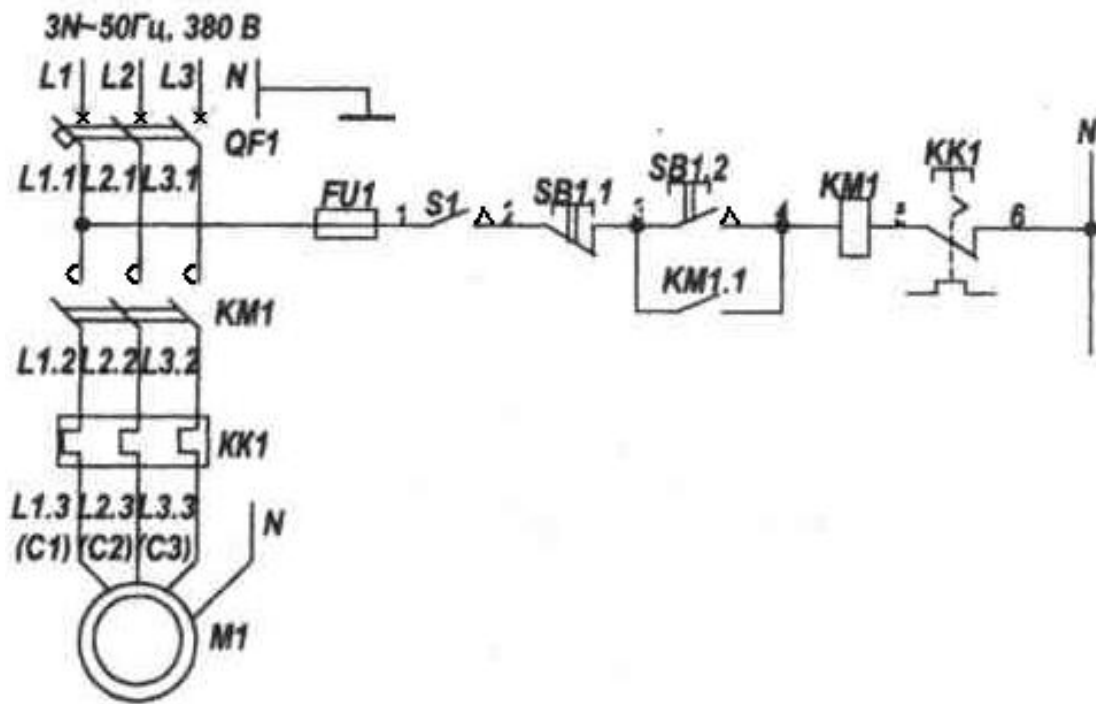 3N~50Гц, 380 В
L1 L2 L3 N
QF1
L1.1 L2.1 L3.1
FU1 1 S1 2 SB1.1 3 SB1.2 4 KM1 KK1 6 N
KM1.1
KM1
L1.2 L2.2 L3.2
KK1
L1.3 L2.3 L3.3 N
(C1) (C2) (C3)
M1